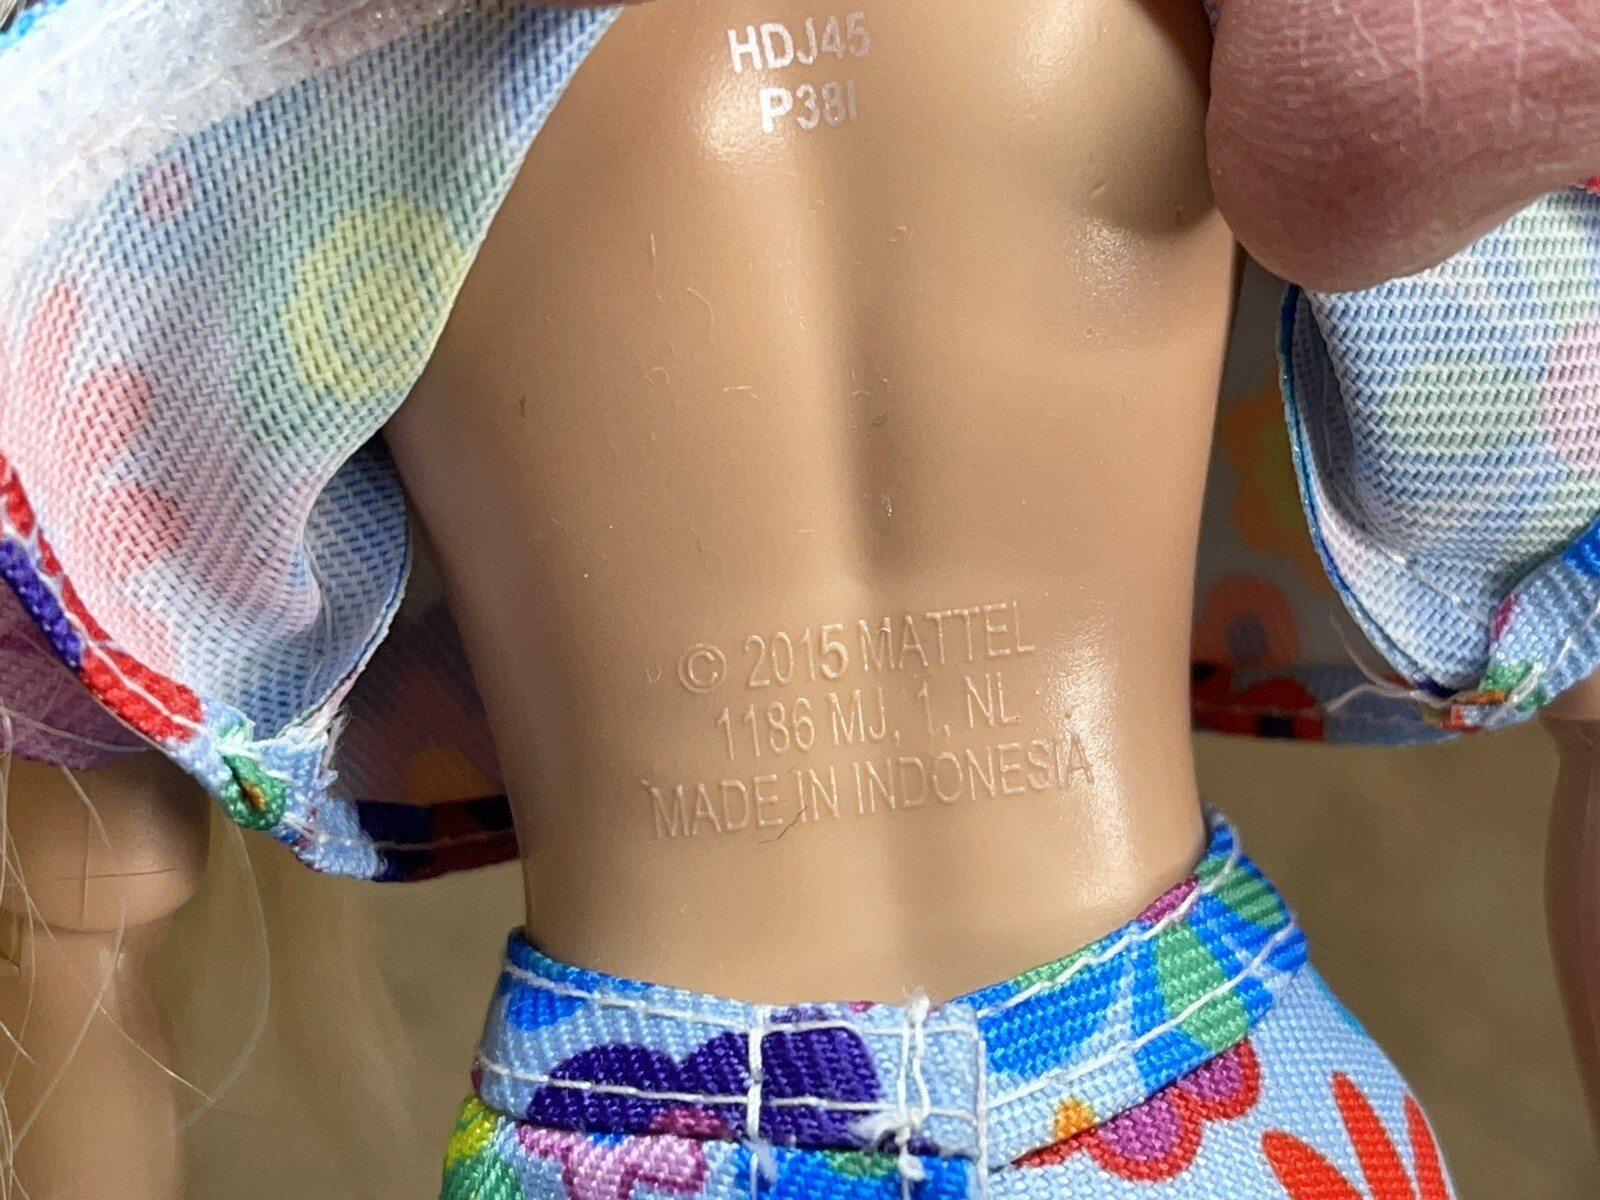 HDJ45
P38I
© 2015 MATTEL
1186 MJ, 1, NL
MADE IN INDONESIA